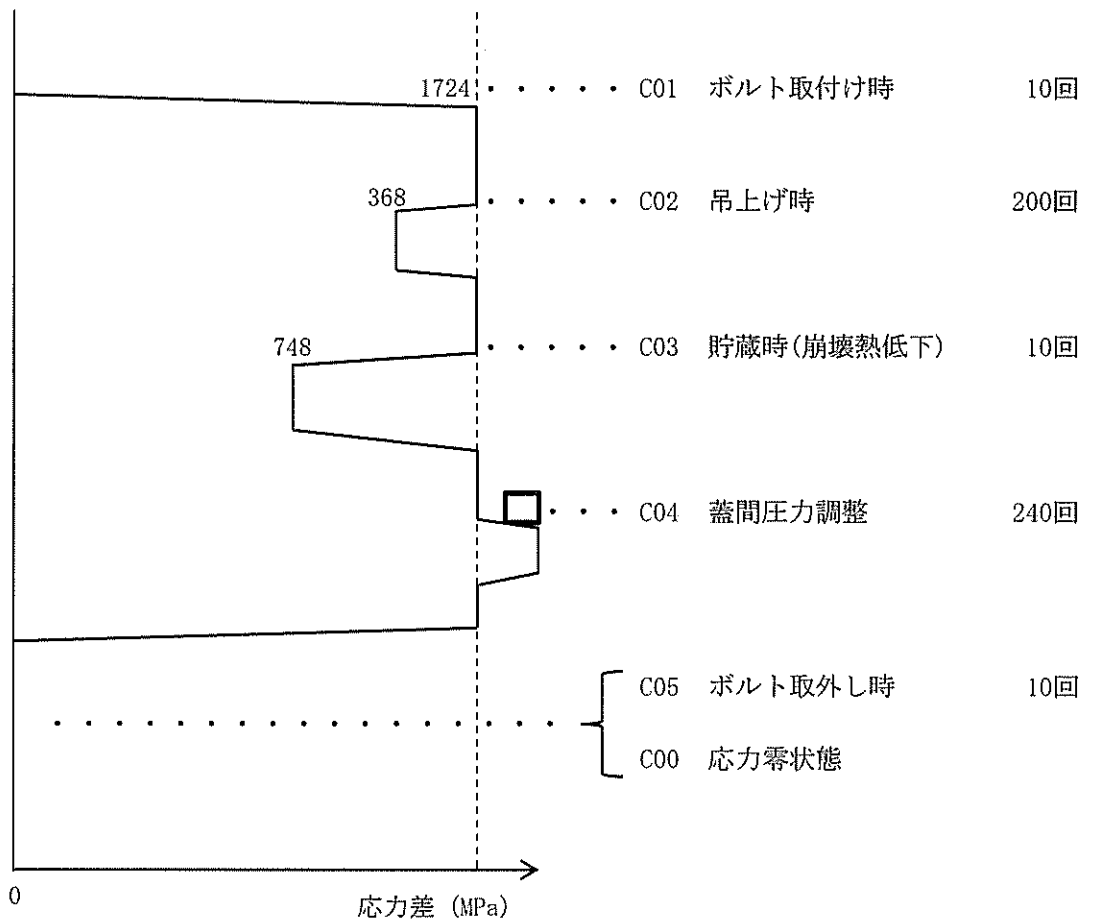 1724 ····· C01 ボルト取付け時 10回
368 ····· C02 吊上げ時 200回
748 ····· C03 貯蔵時(崩壊熱低下) 10回
··· C04 蓋間圧力調整 240回
C05 ボルト取外し時 10回
················· C00 応力零状態
0
応力差 (MPa)